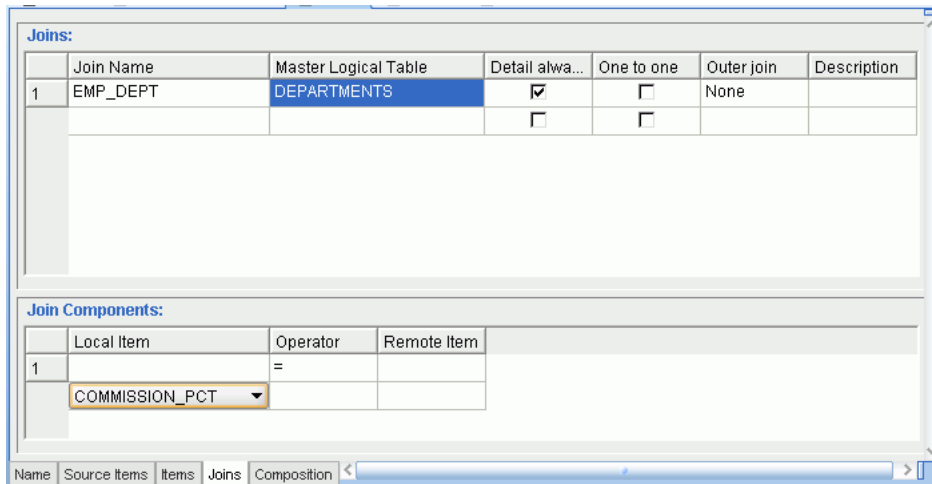 Joins:
Join Name Master Logical Table Detail alwa... One to one Outer join Description
1 EMP_DEPT DEPARTMENTS None
Join Components:
Local Item Operator Remote Item
1 =
COMMISSION_PCT
Name Source Items Items Joins Composition